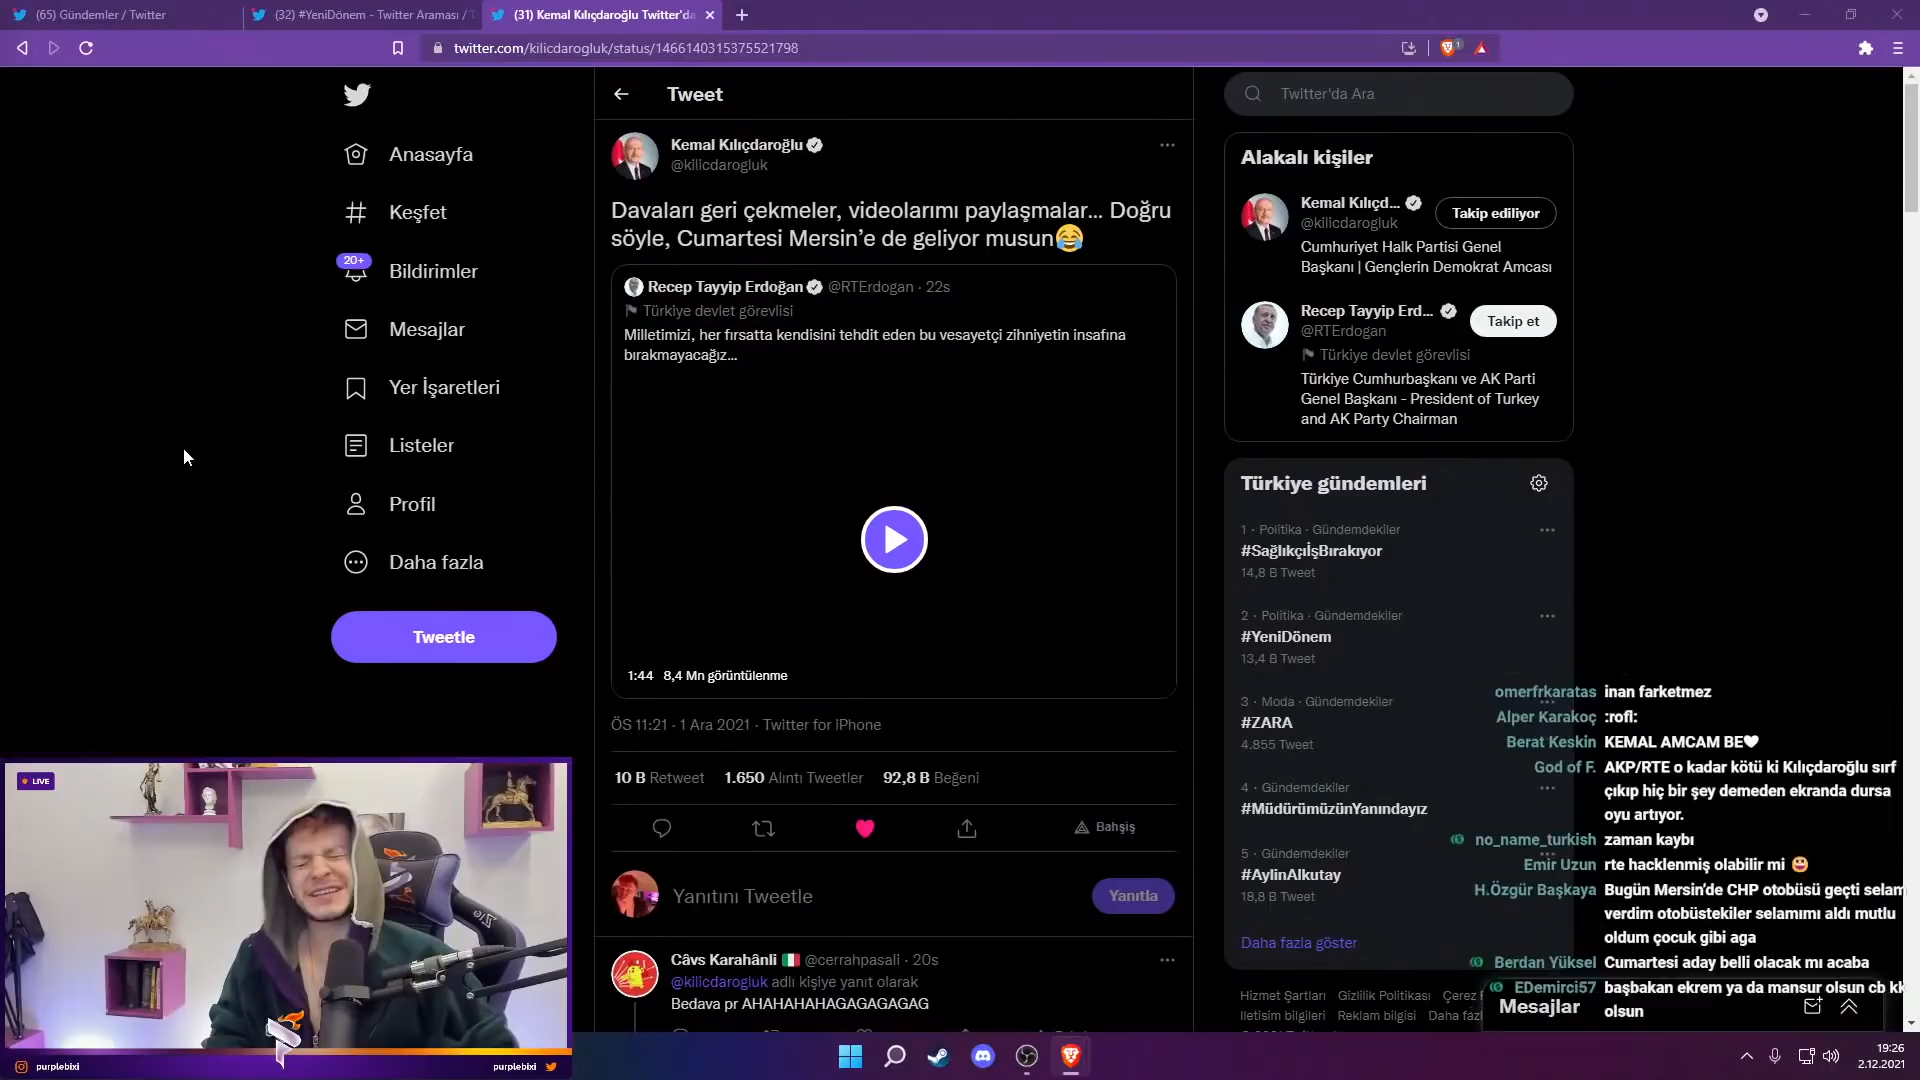 (65) Gündemler / Twitter
(32) #YeniDönem - Twitter Araması /
(31) Kemal Kılıçdaroğlu Twitter'da
twitter.com/kilicdarogluk/status/1466140315375521798
1
Anasayfa
Keşfet
20+
Bildirimler
Mesajlar
Yer İşaretleri
Listeler
Profil
Daha fazla
Tweetle
Tweet
Kemal Kılıçdaroğlu
@kilicdarogluk
Davaları geri çekmeler, videolarımı paylaşmalar... Doğru
söyle, Cumartesi Mersin’e de geliyor musun😂
Recep Tayyip Erdoğan @RTErdogan · 22s
Türkiye devlet görevlisi
Milletimizi, her fırsatta kendisini tehdit eden bu vesayetçi zihniyetin insafına
bırakmayacağız...
1:44 8,4 Mn görüntülenme
ÖS 11:21 · 1 Ara 2021 · Twitter for iPhone
10 B Retweet 1.650 Alıntı Tweetler 92,8 B Beğeni
Bahşiş
Yanıtını Tweetle
Yanıtla
Câvs Karahânli 🇮🇹 @cerrahpasali · 20s
@kilicdarogluk adlı kişiye yanıt olarak
Bedava pr AHAHAHAHAGAGAGAGAG
Twitter'da Ara
Alakalı kişiler
Kemal Kılıçd...
@kilicdarogluk
Takip ediliyor
Cumhuriyet Halk Partisi Genel
Başkanı | Gençlerin Demokrat Amcası
Recep Tayyip Erd...
@RTErdogan
Takip et
Türkiye devlet görevlisi
Türkiye Cumhurbaşkanı ve AK Parti
Genel Başkanı - President of Turkey
and AK Party Chairman
Türkiye gündemleri
1 · Politika · Gündemdekiler
#SağlıkçıİşBırakıyor
14,8 B Tweet
2 · Politika · Gündemdekiler
#YeniDönem
13,4 B Tweet
3 · Moda · Gündemdekiler
#ZARA
4.855 Tweet
4 · Gündemdekiler
#MüdürümüzünYanındayız
5 · Gündemdekiler
#AylinAlkutay
18,8 B Tweet
Daha fazla göster
Hizmet Şartları Gizlilik Politikası Çerez
İletisim bilgileri Reklam bilgisi Daha
Mesajlar
omerfrkaratas inan farketmez
Alper Karakoç :rofl:
Berat Keskin KEMAL AMCAM BE🖤
God of F. AKP/RTE o kadar kötü ki Kılıçdaroğlu sırf
çıkıp hiç bir şey demeden ekranda dursa
oyu artıyor.
no_name_turkish zaman kaybı
Emir Uzun rte hacklenmiş olabilir mi 😃
H.Özgür Başkaya Bugün Mersin’de CHP otobüsü geçti selam
verdim otobüstekiler selamımı aldı mutlu
oldum çocuk gibi aga
Berdan Yüksel Cumartesi aday belli olacak mı acaba
EDemirci57 başbakan ekrem ya da mansur olsun cb kk
olsun
LIVE
purplebixi
purplebixi
19:26
2.12.2021